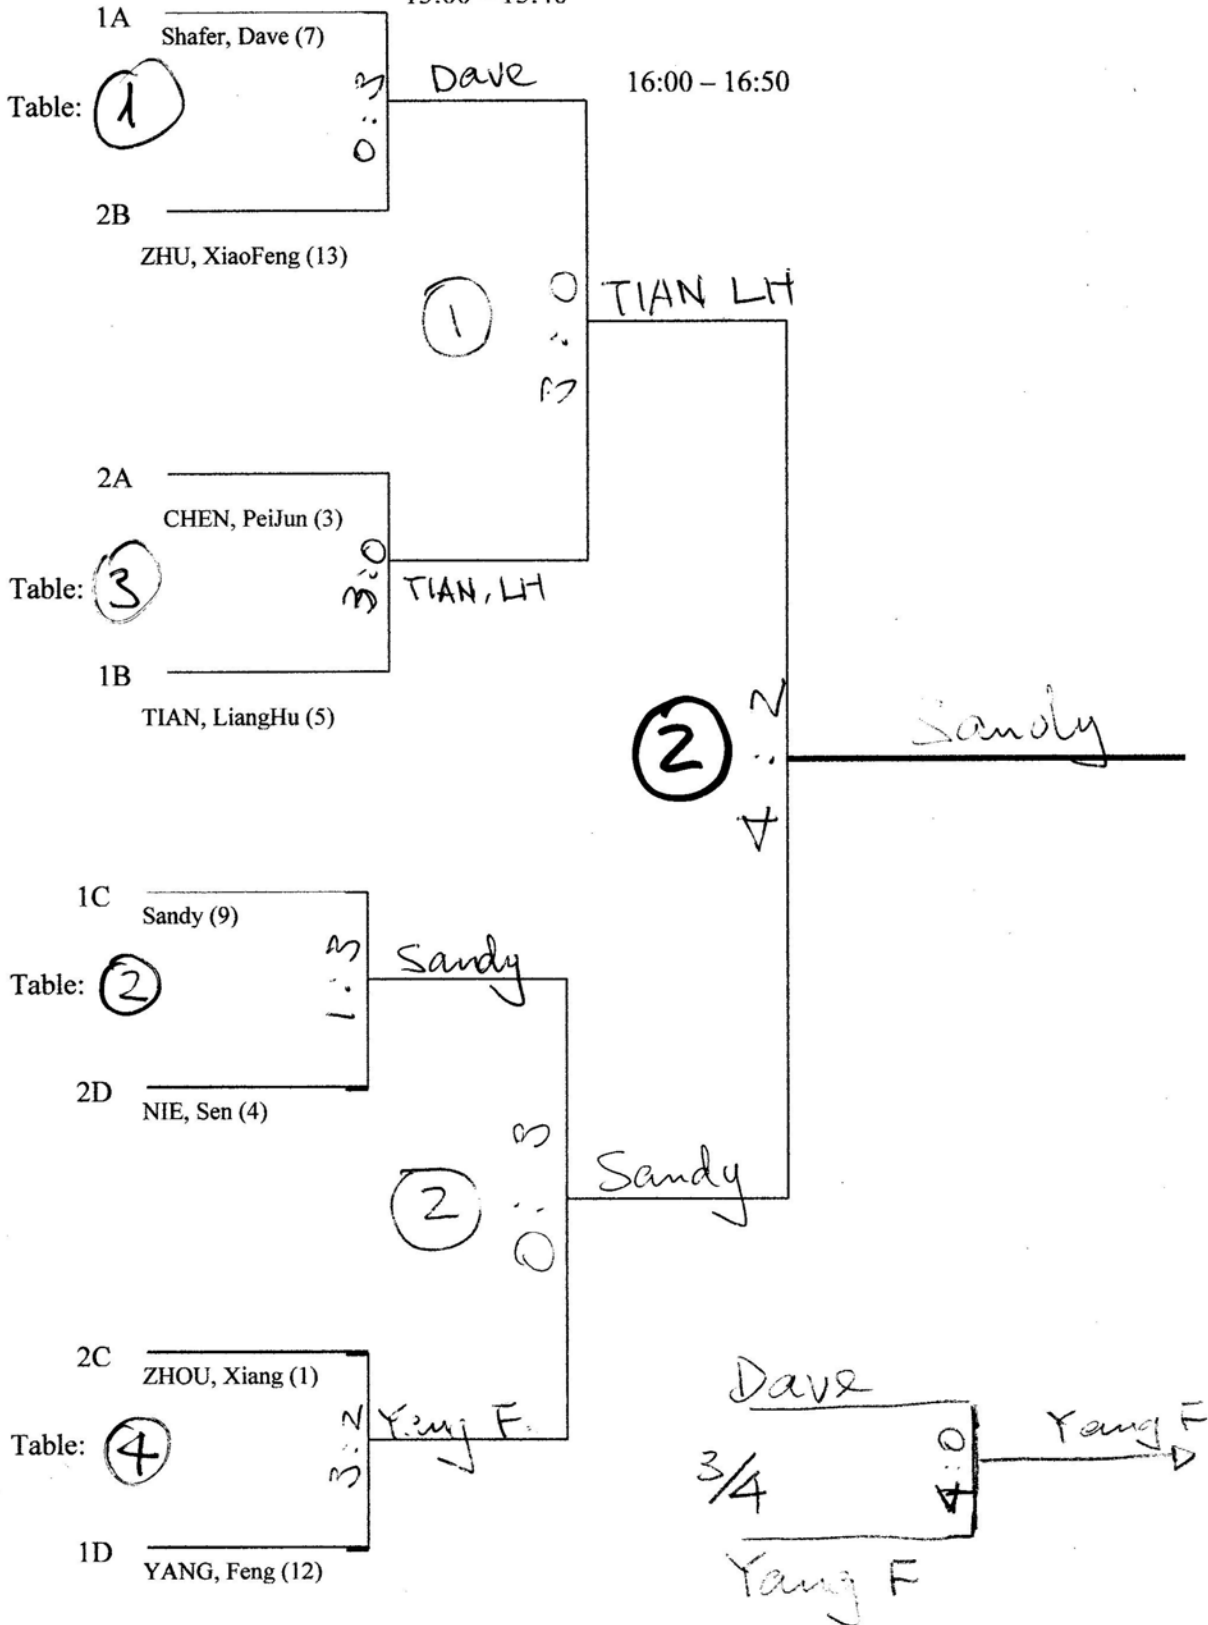 1A
Shafer, Dave (7)
Dave
16:00 – 16:50
Table: 1
0 : 3
2B
ZHU, XiaoFeng (13)
1
3 : 0
TIAN LH
2A
CHEN, PeiJun (3)
Table: 3
3 : 0
TIAN, LH
1B
TIAN, LiangHu (5)
2
4 : 2
Sandy
1C
Sandy (9)
Table: 2
1 : 3
Sandy
2D
NIE, Sen (4)
2
0 : 3
Sandy
2C
ZHOU, Xiang (1)
Table: 4
3 : 2
Yang F.
1D
YANG, Feng (12)
Dave
3/4
4 : 0
Yang F
Yang F